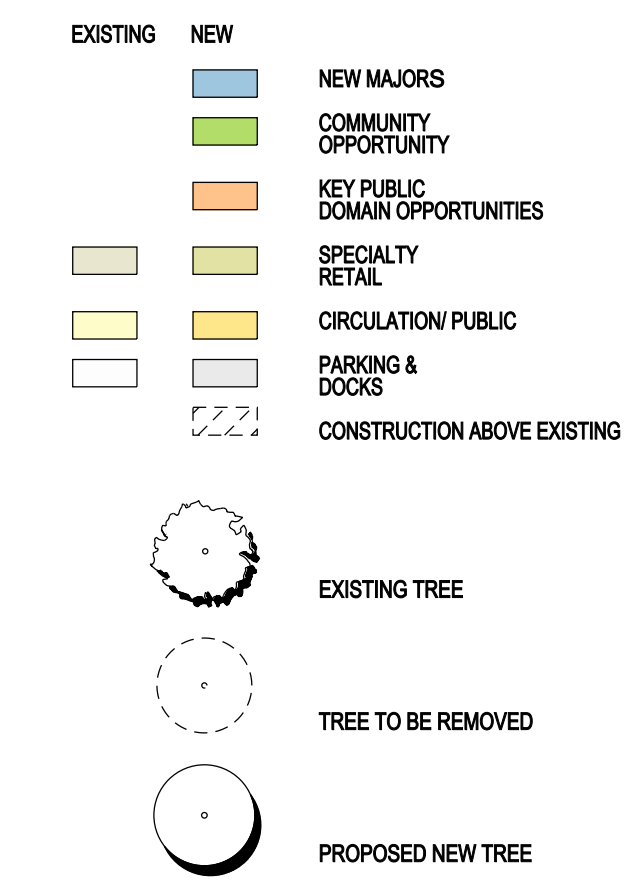 EXISTING NEW
NEW MAJORS
COMMUNITY
OPPORTUNITY
KEY PUBLIC
DOMAIN OPPORTUNITIES
SPECIALTY
RETAIL
CIRCULATION/ PUBLIC
PARKING &
DOCKS
CONSTRUCTION ABOVE EXISTING
EXISTING TREE
TREE TO BE REMOVED
PROPOSED NEW TREE